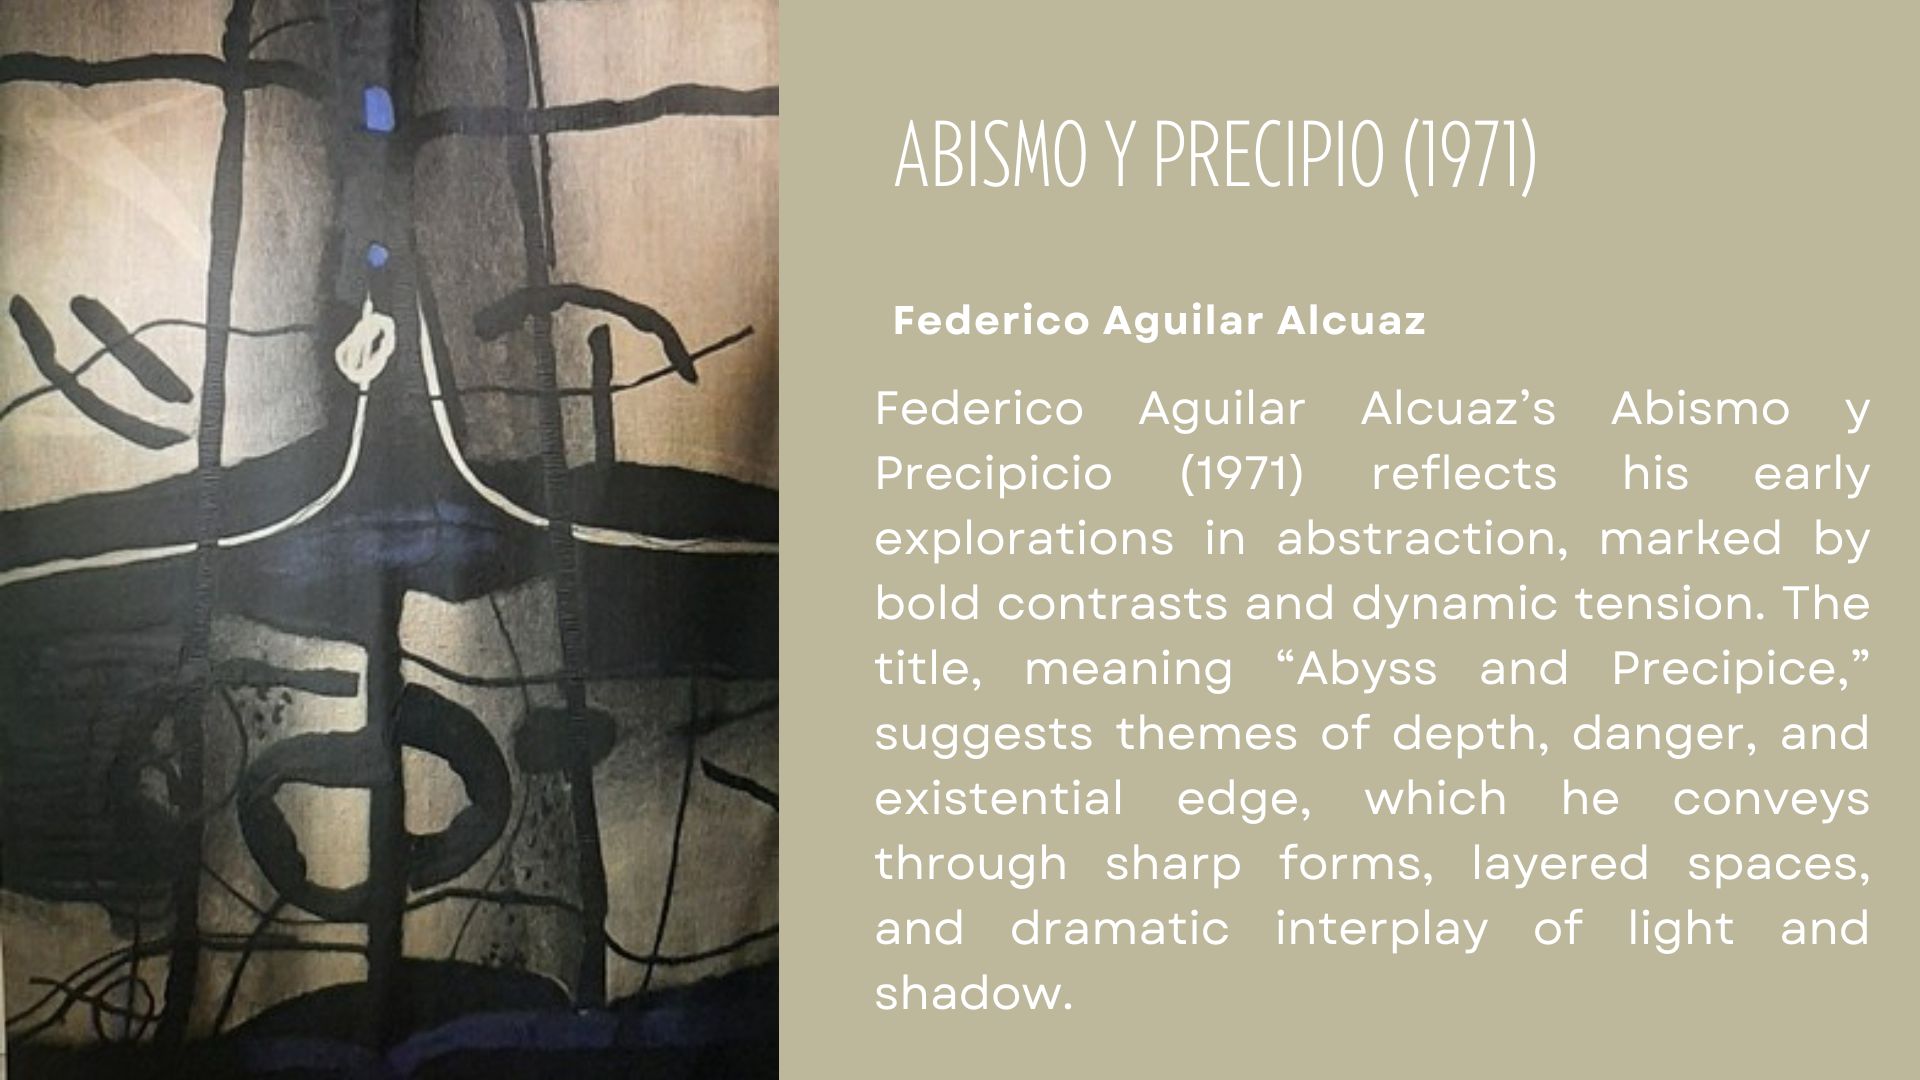 ABISMO Y PRECIPIO (1971)
Federico Aguilar Alcuaz
Federico Aguilar Alcuaz’s Abismo y
Precipicio (1971) reflects his early
explorations in abstraction, marked by
bold contrasts and dynamic tension. The
title, meaning “Abyss and Precipice,”
suggests themes of depth, danger, and
existential edge, which he conveys
through sharp forms, layered spaces,
and dramatic interplay of light and
shadow.